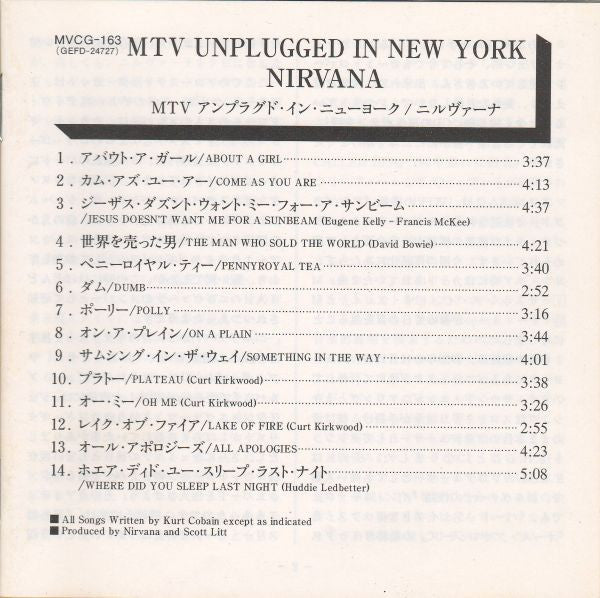 MVCG-163
(GEFD-24727)
MTV UNPLUGGED IN NEW YORK
NIRVANA
MTV アンプラグド・イン・ニューヨーク/ニルヴァーナ
1. アバウト・ア・ガール/ABOUT A GIRL 3:37
2. カム・アズ・ユー・アー/COME AS YOU ARE 4:13
3. ジーザス・ダズント・ウォント・ミー・フォー・ア・サンビーム 4:37
/JESUS DOESN'T WANT ME FOR A SUNBEAM (Eugene Kelly – Francis McKee)
4. 世界を売った男/THE MAN WHO SOLD THE WORLD (David Bowie) 4:21
5. ペニーロイヤル・ティー/PENNYROYAL TEA 3:40
6. ダム/DUMB 2:52
7. ポーリー/POLLY 3:16
8. オン・ア・プレイン/ON A PLAIN 3:44
9. サムシング・イン・ザ・ウェイ/SOMETHING IN THE WAY 4:01
10. プラトー/PLATEAU (Curt Kirkwood) 3:38
11. オー・ミー/OH ME (Curt Kirkwood) 3:26
12. レイク・オブ・ファイア/LAKE OF FIRE (Curt Kirkwood) 2:55
13. オール・アポロジーズ/ALL APOLOGIES 4:23
14. ホエア・ディド・ユー・スリープ・ラスト・ナイト 5:08
/WHERE DID YOU SLEEP LAST NIGHT (Huddie Ledbetter)
■ All Songs Written by Kurt Cobain except as indicated
■ Produced by Nirvana and Scott Litt